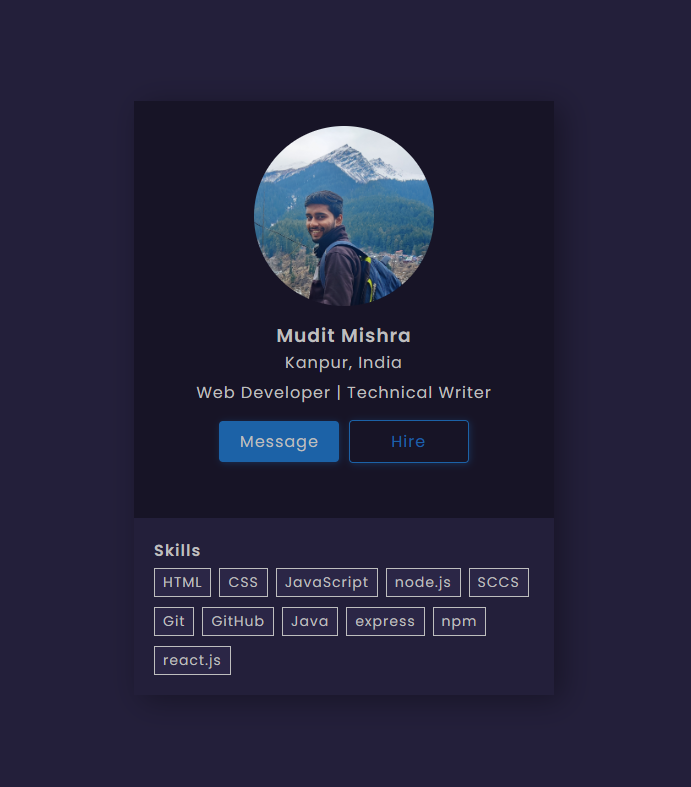 Mudit Mishra
Kanpur, India
Web Developer | Technical Writer
Message Hire
Skills
HTML CSS JavaScript node.js SCCS
Git GitHub Java express npm
react.js